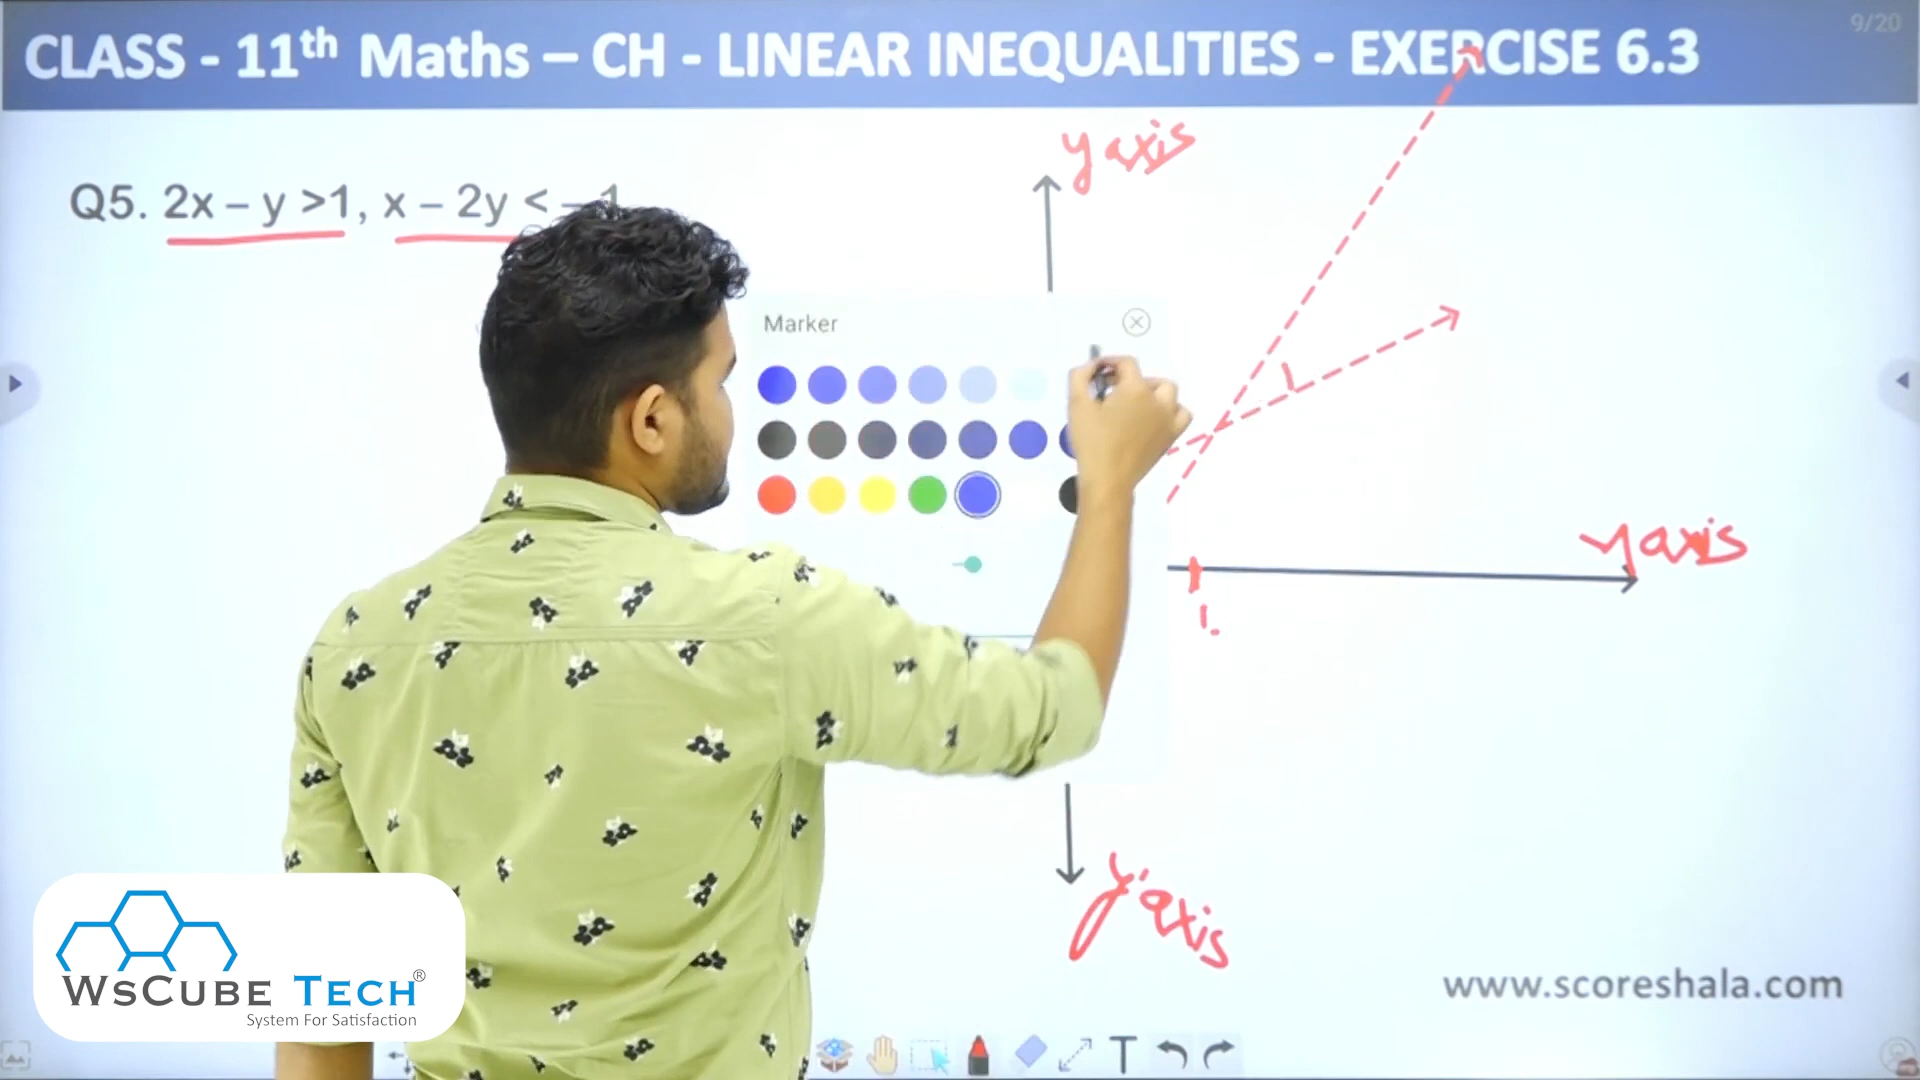 9/20
CLASS - 11th Maths – CH - LINEAR INEQUALITIES - EXERCISE 6.3
y axis
Q5. 2x – y >1, x – 2y < –1
Marker
axis
1.
y' axis
www.scoreshala.com
WSCUBE TECH®
System For Satisfaction
T